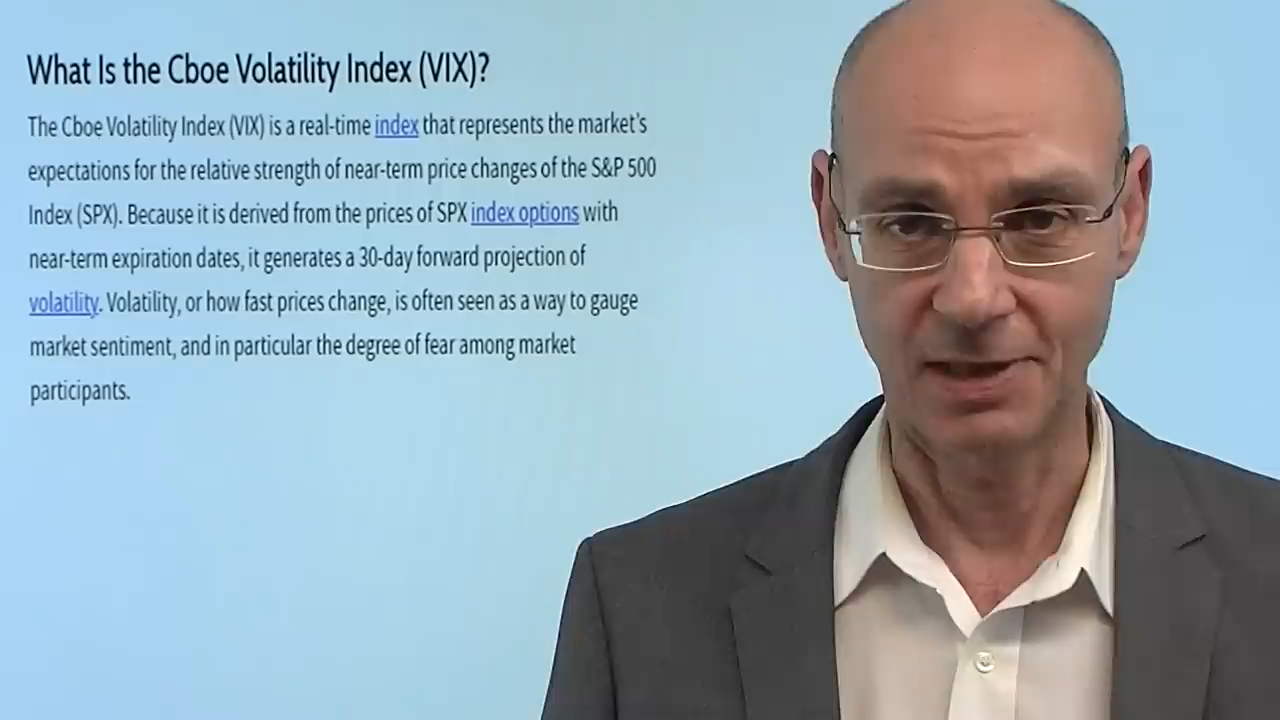 What Is the Cboe Volatility Index (VIX)?
The Cboe Volatility Index (VIX) is a real-time index that represents the market's
expectations for the relative strength of near-term price changes of the S&P 500
Index (SPX). Because it is derived from the prices of SPX index options with
near-term expiration dates, it generates a 30-day forward projection of
volatility. Volatility, or how fast prices change, is often seen as a way to gauge
market sentiment, and in particular the degree of fear among market
participants.